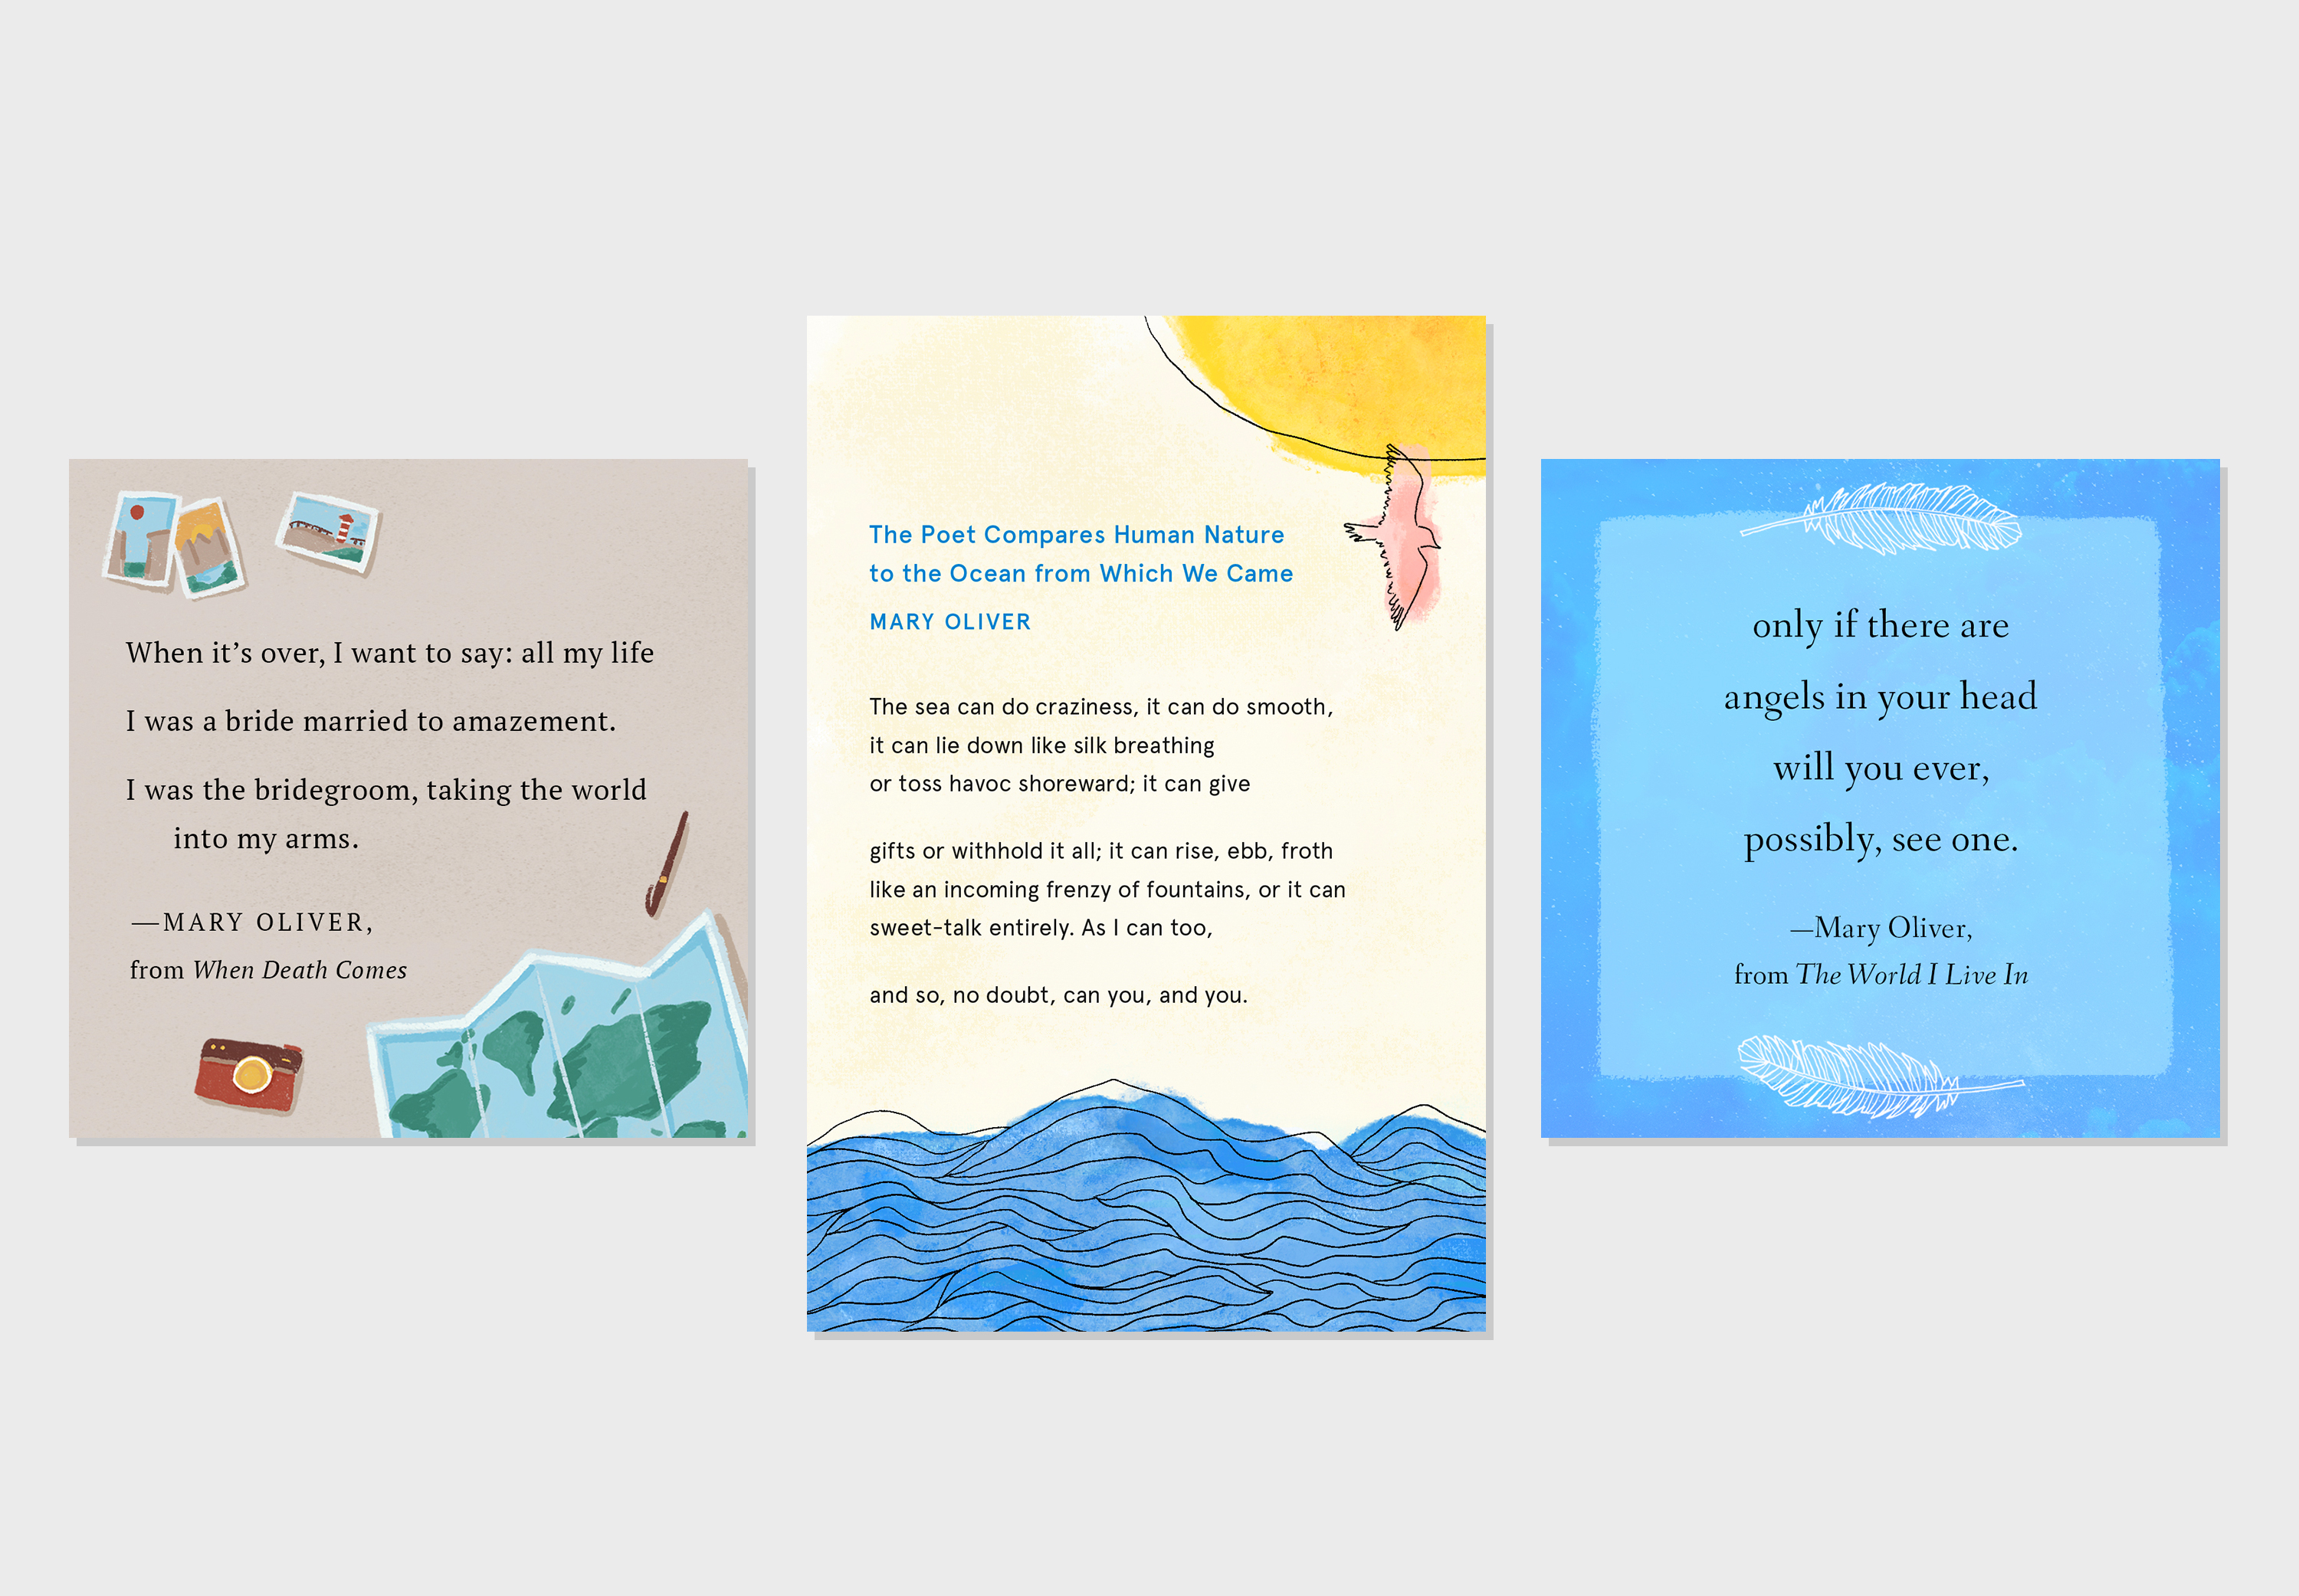 When it’s over, I want to say: all my life
I was a bride married to amazement.
I was the bridegroom, taking the world
into my arms.
—MARY OLIVER,
from When Death Comes
The Poet Compares Human Nature
to the Ocean from Which We Came
MARY OLIVER
The sea can do craziness, it can do smooth,
it can lie down like silk breathing
or toss havoc shoreward; it can give
gifts or withhold it all; it can rise, ebb, froth
like an incoming frenzy of fountains, or it can
sweet-talk entirely. As I can too,
and so, no doubt, can you, and you.
only if there are
angels in your head
will you ever,
possibly, see one.
—Mary Oliver,
from The World I Live In